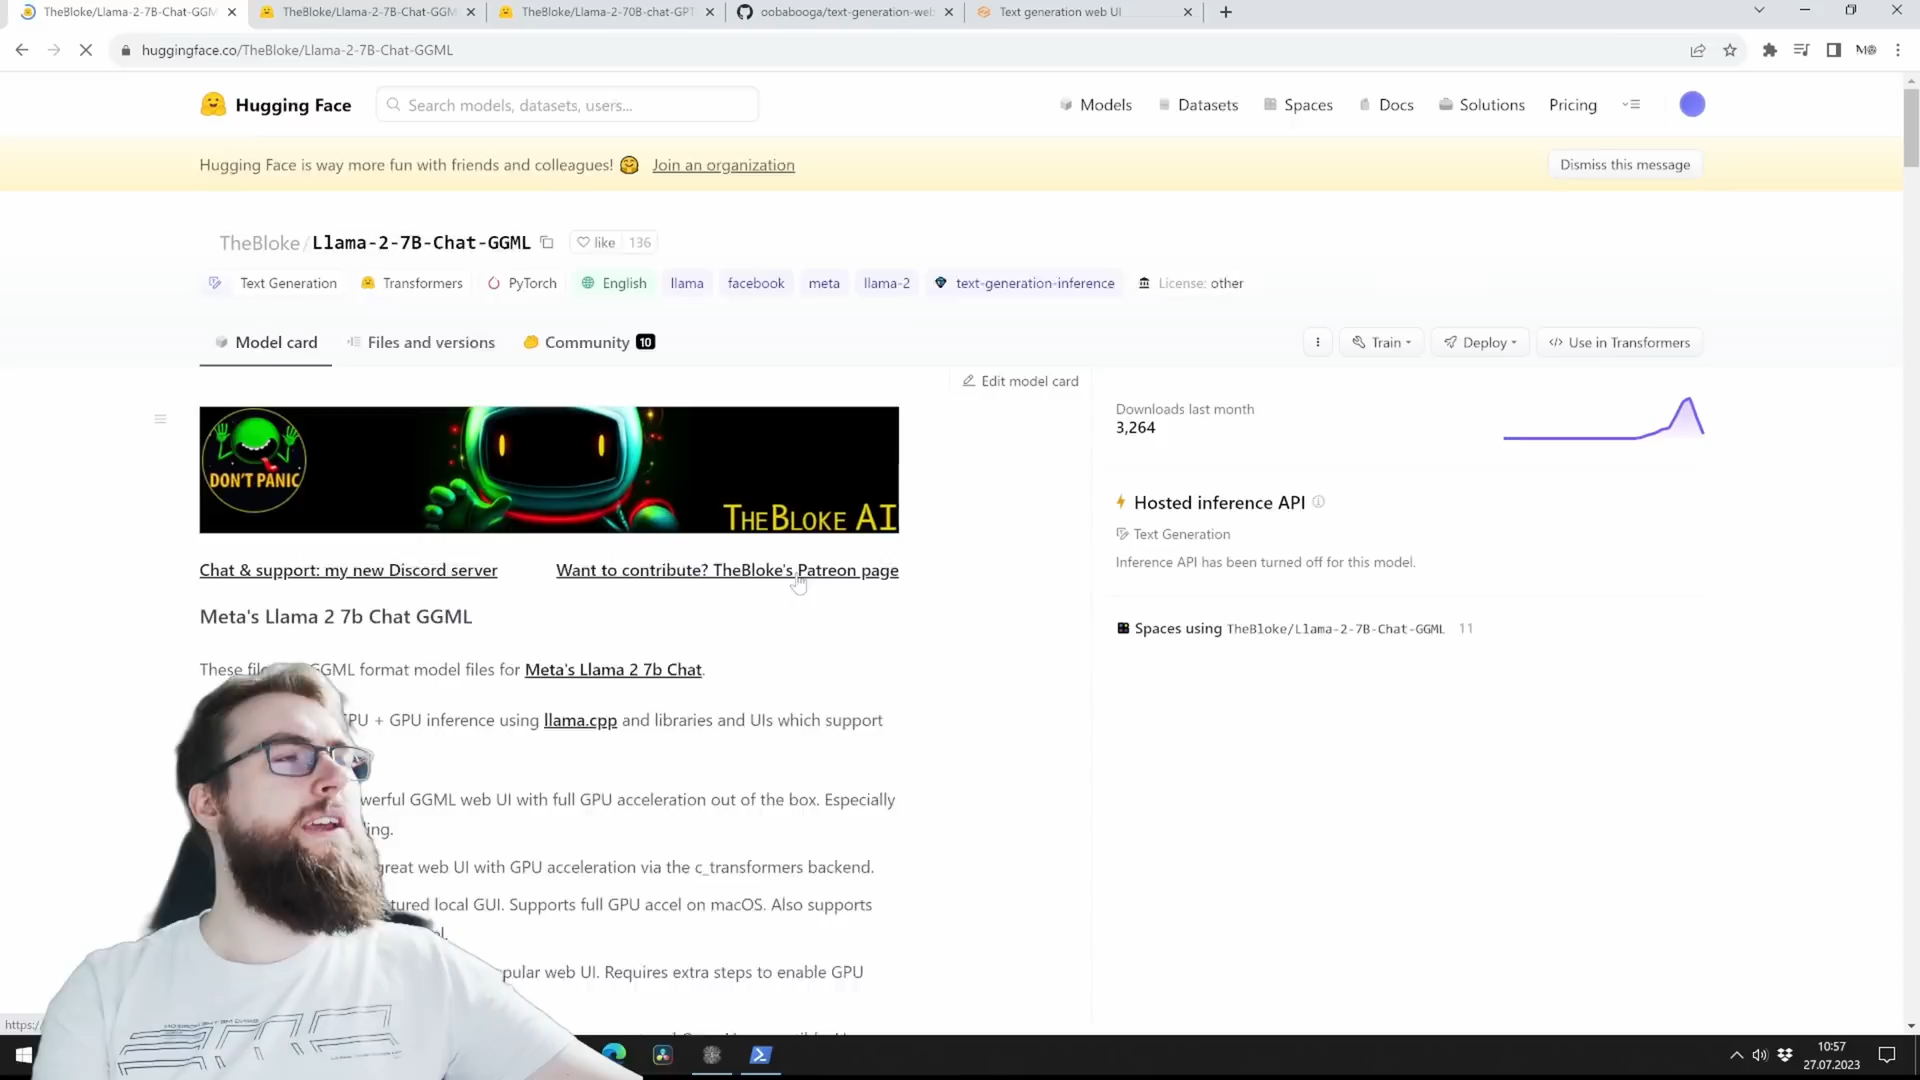 TheBloke/Llama-2-7B-Chat-GGM
TheBloke/Llama-2-7B-Chat-GGM
TheBloke/Llama-2-70B-chat-GPT
oobabooga/text-generation-web
Text generation web UI
huggingface.co/TheBloke/Llama-2-7B-Chat-GGML
Hugging Face
Search models, datasets, users...
Models
Datasets
Spaces
Docs
Solutions
Pricing
Hugging Face is way more fun with friends and colleagues! 🤗 Join an organization
Dismiss this message
TheBloke/Llama-2-7B-Chat-GGML
like 136
Text Generation
Transformers
PyTorch
English
llama
facebook
meta
llama-2
text-generation-inference
License: other
Model card
Files and versions
Community 10
Train
Deploy
</> Use in Transformers
Edit model card
DON'T PANIC
THEBLOKE AI
Chat & support: my new Discord server
Want to contribute? TheBloke's Patreon page
Meta's Llama 2 7b Chat GGML
These GGML format model files for Meta's Llama 2 7b Chat.
+ GPU inference using llama.cpp and libraries and UIs which support
GGML web UI with full GPU acceleration out of the box. Especially
great web UI with GPU acceleration via the c_transformers backend.
local GUI. Supports full GPU accel on macOS. Also supports
web UI. Requires extra steps to enable GPU
Downloads last month
3,264
Hosted inference API
Text Generation
Inference API has been turned off for this model.
Spaces using TheBloke/Llama-2-7B-Chat-GGML 11
https:/
10:57
27.07.2023